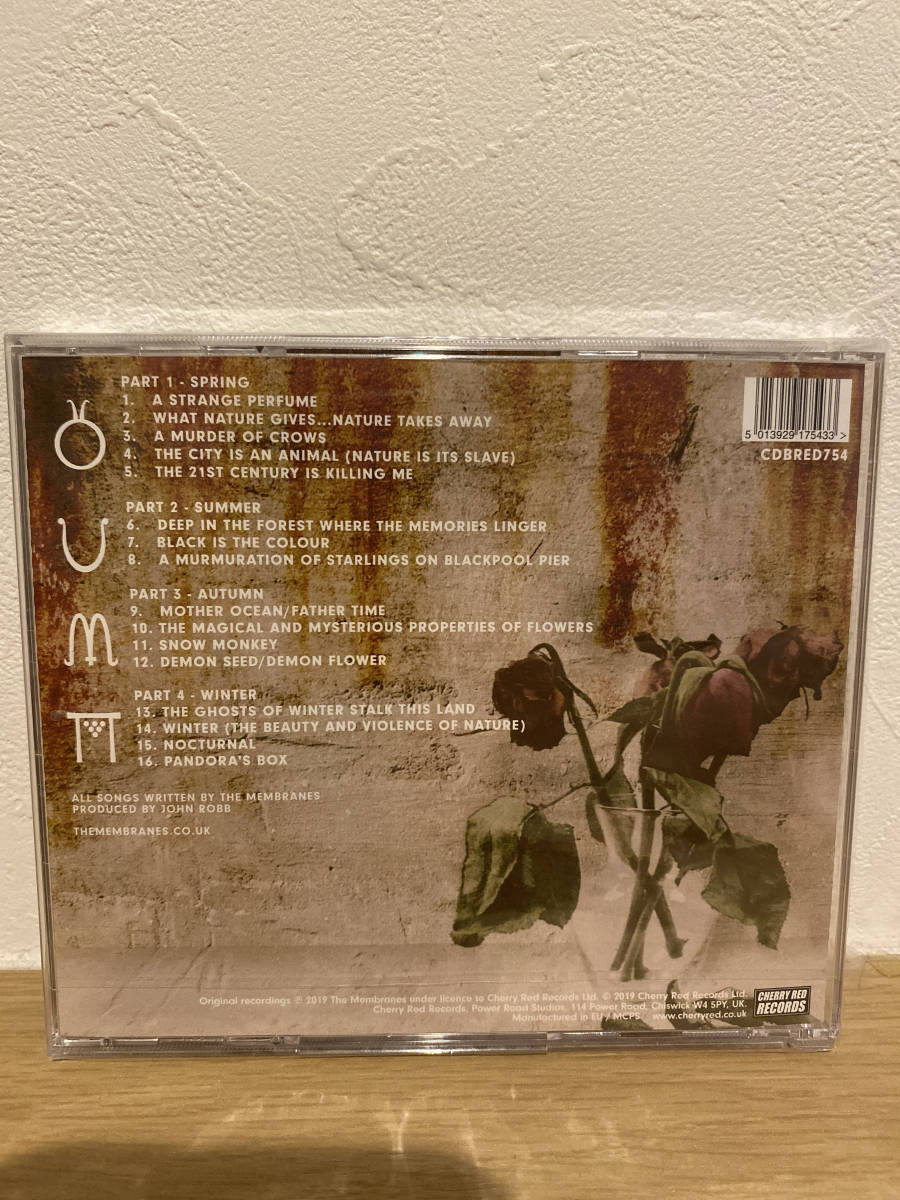 PART 1 - SPRING
1. A STRANGE PERFUME
2. WHAT NATURE GIVES...NATURE TAKES AWAY
3. A MURDER OF CROWS
4. THE CITY IS AN ANIMAL (NATURE IS ITS SLAVE)
5. THE 21ST CENTURY IS KILLING ME
PART 2 - SUMMER
6. DEEP IN THE FOREST WHERE THE MEMORIES LINGER
7. BLACK IS THE COLOUR
8. A MURMURATION OF STARLINGS ON BLACKPOOL PIER
PART 3 - AUTUMN
9. MOTHER OCEAN/FATHER TIME
10. THE MAGICAL AND MYSTERIOUS PROPERTIES OF FLOWERS
11. SNOW MONKEY
12. DEMON SEED/DEMON FLOWER
PART 4 - WINTER
13. THE GHOSTS OF WINTER STALK THIS LAND
14. WINTER (THE BEAUTY AND VIOLENCE OF NATURE)
15. NOCTURNAL
16. PANDORA'S BOX
ALL SONGS WRITTEN BY THE MEMBRANES
PRODUCED BY JOHN ROBB
THEMEMBRANES.CO.UK
5 013929 175433 >
CDBRED754
Original recordings ℗ 2019 The Membranes under licence to Cherry Red Records Ltd. © 2019 Cherry Red Records Ltd.
Cherry Red Records, Power Road Studios, 114 Power Road, Chiswick W4 5PY, UK.
Manufactured in EU / MCPS www.cherryred.co.uk
CHERRY RED
RECORDS